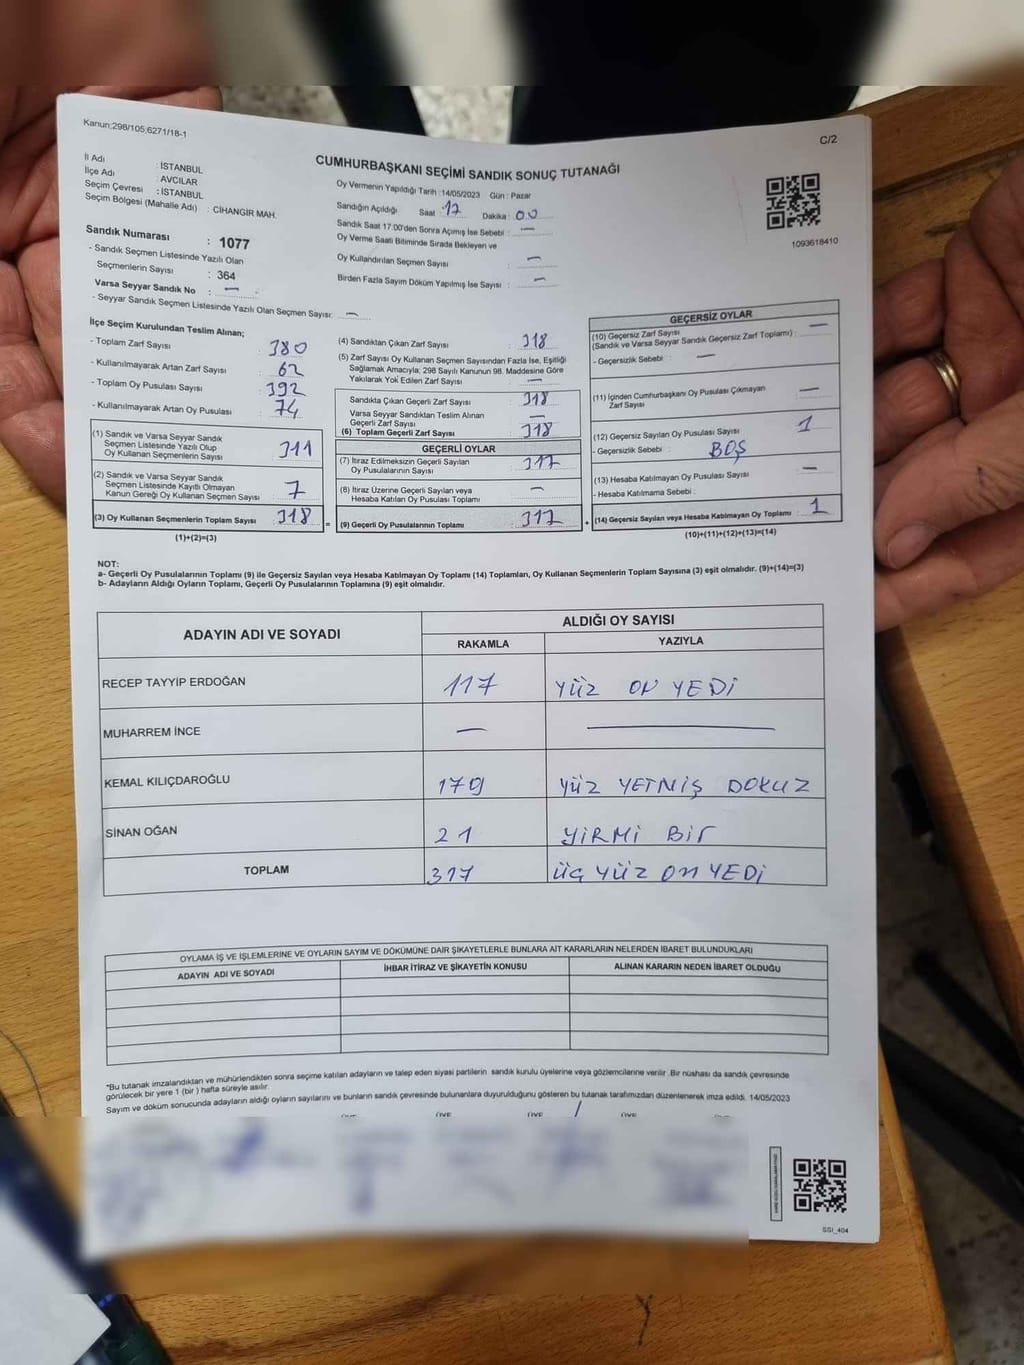 Kanun:298/105;6271/18-1
C/2
CUMHURBAŞKANI SEÇİMİ SANDIK SONUÇ TUTANAĞI
İl Adı : İSTANBUL
İlçe Adı : AVCILAR
Seçim Çevresi : İSTANBUL
Seçim Bölgesi (Mahalle Adı) : CİHANGİR MAH.
Sandık Numarası : 1077
- Sandık Seçmen Listesinde Yazılı Olan
Seçmenlerin Sayısı : 364
Varsa Seyyar Sandık No : —
- Seyyar Sandık Seçmen Listesinde Yazılı Olan Seçmen Sayısı: —
Oy Vermenin Yapıldığı Tarih : 14/05/2023 Gün : Pazar
Sandığın Açıldığı Saat : 17 Dakika : 00
Sandık Saat 17:00'den Sonra Açılmış İse Sebebi : —
Oy Verme Saati Bitiminde Sırada Bekleyen ve
Oy Kullandırılan Seçmen Sayısı : —
Birden Fazla Sayım Döküm Yapılmış İse Sayısı : —
1093618410
İlçe Seçim Kurulundan Teslim Alınan;
- Toplam Zarf Sayısı : 380
- Kullanılmayarak Artan Zarf Sayısı : 62
- Toplam Oy Pusulası Sayısı : 392
- Kullanılmayarak Artan Oy Pusulası : 74
(1) Sandık ve Varsa Seyyar Sandık
Seçmen Listesinde Yazılı Olup
Oy Kullanan Seçmenlerin Sayısı : 311
(2) Sandık ve Varsa Seyyar Sandık
Seçmen Listesinde Kayıtlı Olmayan
Kanun Gereği Oy Kullanan Seçmen Sayısı : 7
(3) Oy Kullanan Seçmenlerin Toplam Sayısı : 318
(1)+(2)=(3)
(4) Sandıktan Çıkan Zarf Sayısı : 318
(5) Zarf Sayısı Oy Kullanan Seçmen Sayısından Fazla İse, Eşitliği
Sağlamak Amacıyla; 298 Sayılı Kanunun 98. Maddesine Göre
Yakılarak Yok Edilen Zarf Sayısı : —
Sandıkta Çıkan Geçerli Zarf Sayısı : 318
Varsa Seyyar Sandıktan Teslim Alınan
Geçerli Zarf Sayısı : —
(6) Toplam Geçerli Zarf Sayısı : 318
GEÇERLİ OYLAR
(7) İtiraz Edilmeksizin Geçerli Sayılan
Oy Pusulalarının Sayısı : 317
(8) İtiraz Üzerine Geçerli Sayılan veya
Hesaba Katılan Oy Pusulası Toplamı : —
= (9) Geçerli Oy Pusulalarının Toplamı : 317
GEÇERSİZ OYLAR
(10) Geçersiz Zarf Sayısı
(Sandık ve Varsa Seyyar Sandık Geçersiz Zarf Toplamı) : —
- Geçersizlik Sebebi : —
(11) İçinden Cumhurbaşkanı Oy Pusulası Çıkmayan
Zarf Sayısı : —
(12) Geçersiz Sayılan Oy Pusulası Sayısı : 1
- Geçersizlik Sebebi : BOŞ
(13) Hesaba Katılmayan Oy Pusulası Sayısı : —
- Hesaba Katılmama Sebebi :
+ (14) Geçersiz Sayılan veya Hesaba Katılmayan Oy Toplamı : 1
(10)+(11)+(12)+(13)=(14)
NOT:
a- Geçerli Oy Pusulalarının Toplamı (9) ile Geçersiz Sayılan veya Hesaba Katılmayan Oy Toplamı (14) Toplamları, Oy Kullanan Seçmenlerin Toplam Sayısına (3) eşit olmalıdır. (9)+(14)=(3)
b- Adayların Aldığı Oyların Toplamı, Geçerli Oy Pusulalarının Toplamına (9) eşit olmalıdır.
ADAYIN ADI VE SOYADI
ALDIĞI OY SAYISI
RAKAMLA YAZIYLA
RECEP TAYYİP ERDOĞAN 117 YÜZ ON YEDİ
MUHARREM İNCE — —
KEMAL KILIÇDAROĞLU 179 YÜZ YETMİŞ DOKUZ
SİNAN OĞAN 21 YİRMİ BİR
TOPLAM 317 ÜÇ YÜZ ON YEDİ
OYLAMA İŞ VE İŞLEMLERİNE VE OYLARIN SAYIM VE DÖKÜMÜNE DAİR ŞİKAYETLERLE BUNLARA AİT KARARLARIN NELERDEN İBARET BULUNDUKLARI
ADAYIN ADI VE SOYADI İHBAR İTİRAZ VE ŞİKAYETİN KONUSU ALINAN KARARIN NEDEN İBARET OLDUĞU
*Bu tutanak imzalandıktan ve mühürlendikten sonra seçime katılan adayların ve talep eden siyasi partilerin sandık kurulu üyelerine veya gözlemcilerine verilir .Bir nüshası da sandık çevresinde
görülecek bir yere 1 (bir ) hafta süreyle asılır.
Sayım ve döküm sonucunda adayların aldığı oyların sayılarını ve bunların sandık çevresinde bulunanlara duyurulduğunu gösteren bu tutanak tarafımızdan düzenlenerek imza edildi. 14/05/2023
ÜYE ÜYE ÜYE ÜYE
SSI_404